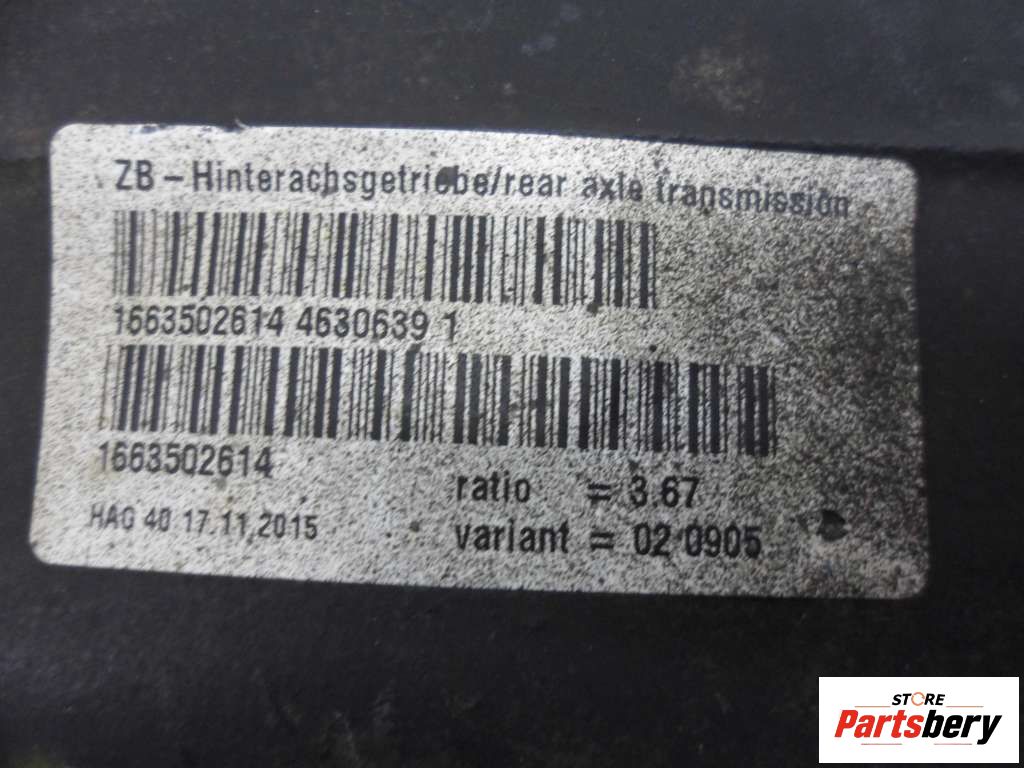 ZB - Hinterachsgetriebe/rear axle transmission
1663502614 4630639 1
1663502614
ratio = 3.67
HAG 40 17.11.2015
variant = 02 0905
STORE
Partsbery